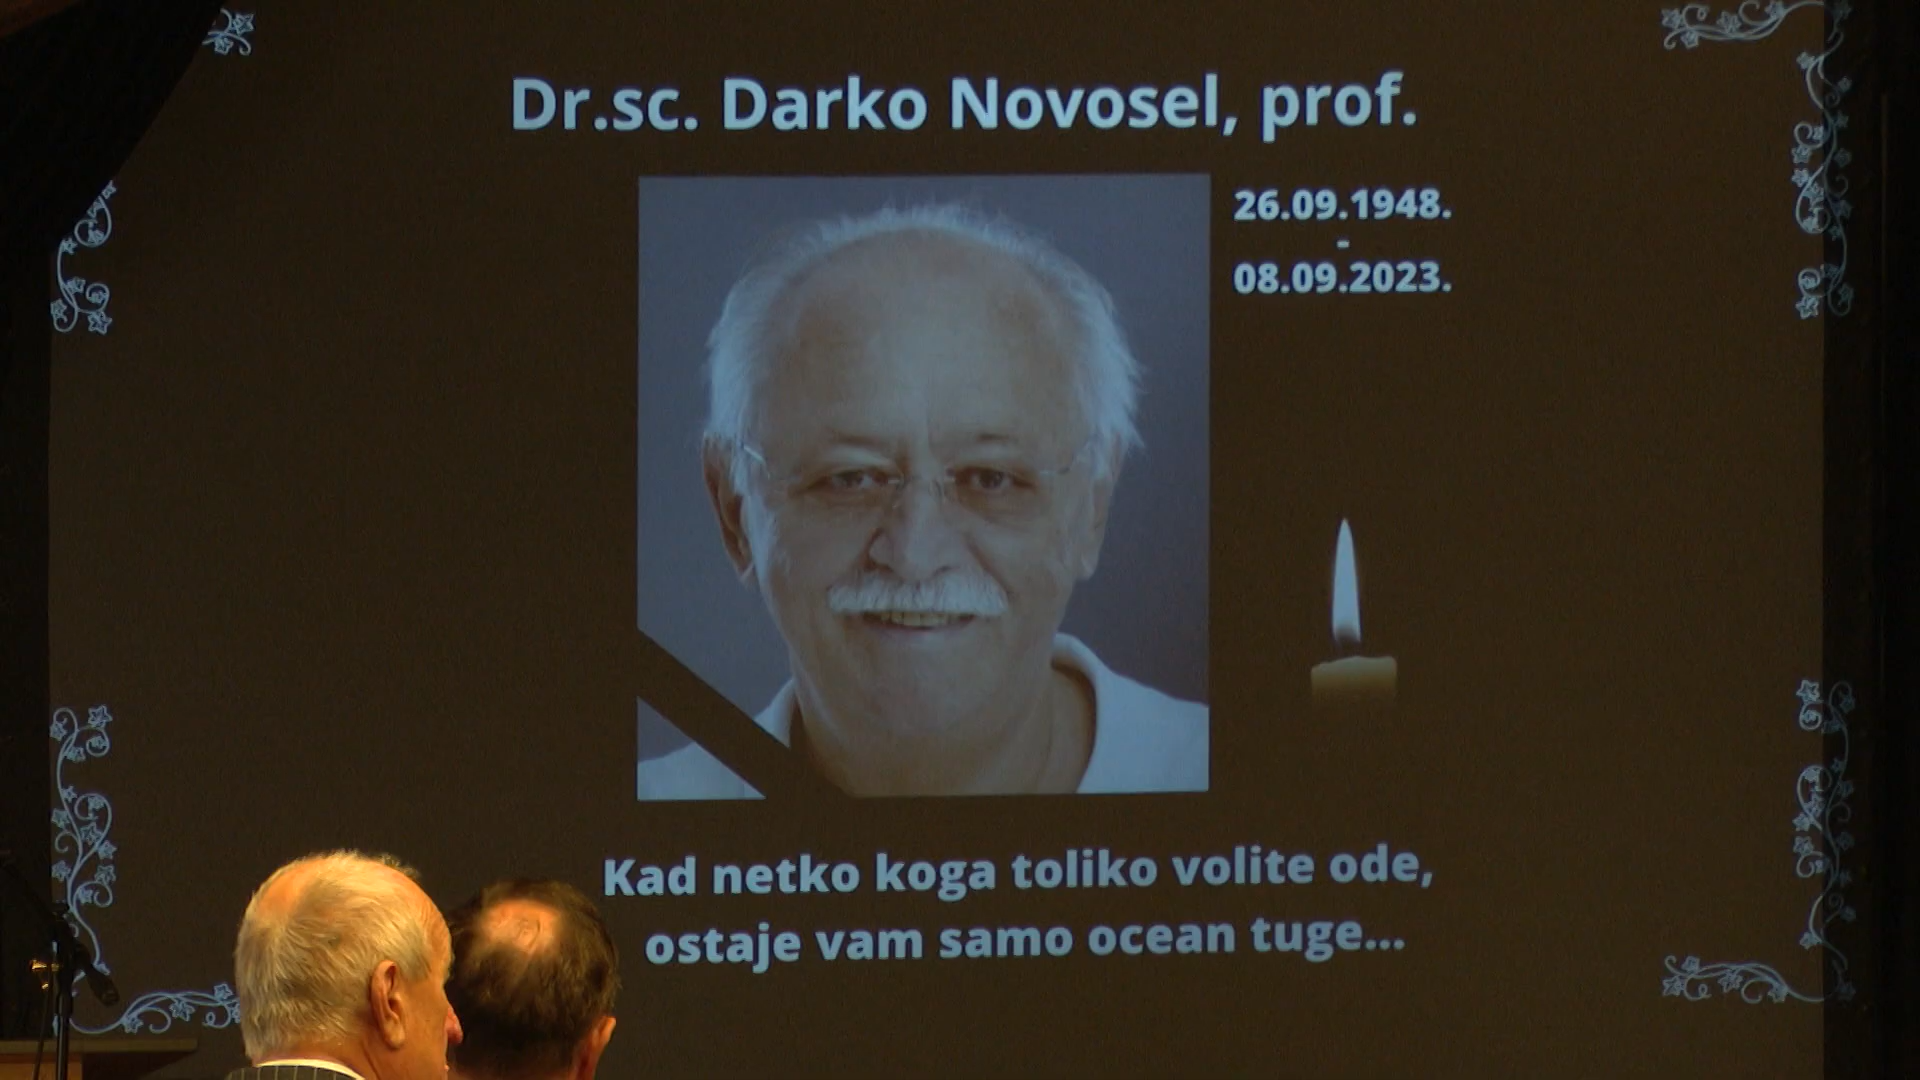 Dr.sc. Darko Novosel, prof.
26.09.1948.
-
08.09.2023.
Kad netko koga toliko volite ode,
ostaje vam samo ocean tuge...